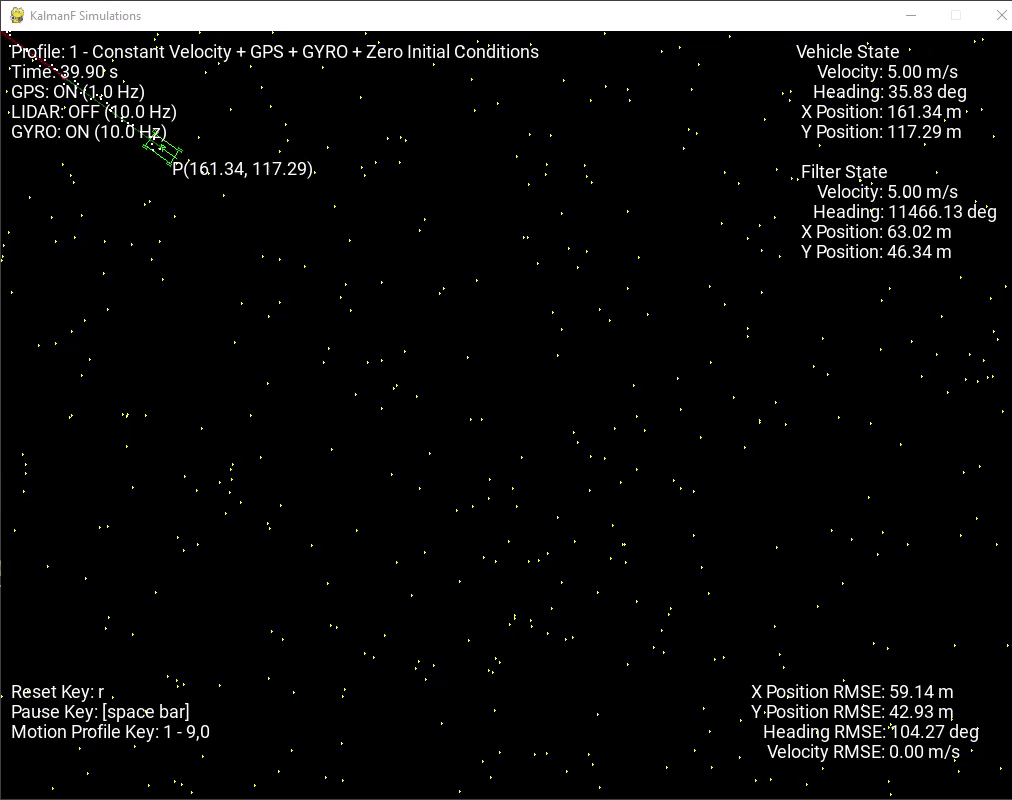 KalmanF Simulations
Profile: 1 - Constant Velocity + GPS + GYRO + Zero Initial Conditions
Time: 39.90 s
GPS: ON (1.0 Hz)
LIDAR: OFF (10.0 Hz)
GYRO: ON (10.0 Hz)
P(161.34, 117.29)
Vehicle State
Velocity: 5.00 m/s
Heading: 35.83 deg
X Position: 161.34 m
Y Position: 117.29 m
Filter State
Velocity: 5.00 m/s
Heading: 11466.13 deg
X Position: 63.02 m
Y Position: 46.34 m
Reset Key: r
Pause Key: [space bar]
Motion Profile Key: 1 - 9,0
X Position RMSE: 59.14 m
Y Position RMSE: 42.93 m
Heading RMSE: 104.27 deg
Velocity RMSE: 0.00 m/s